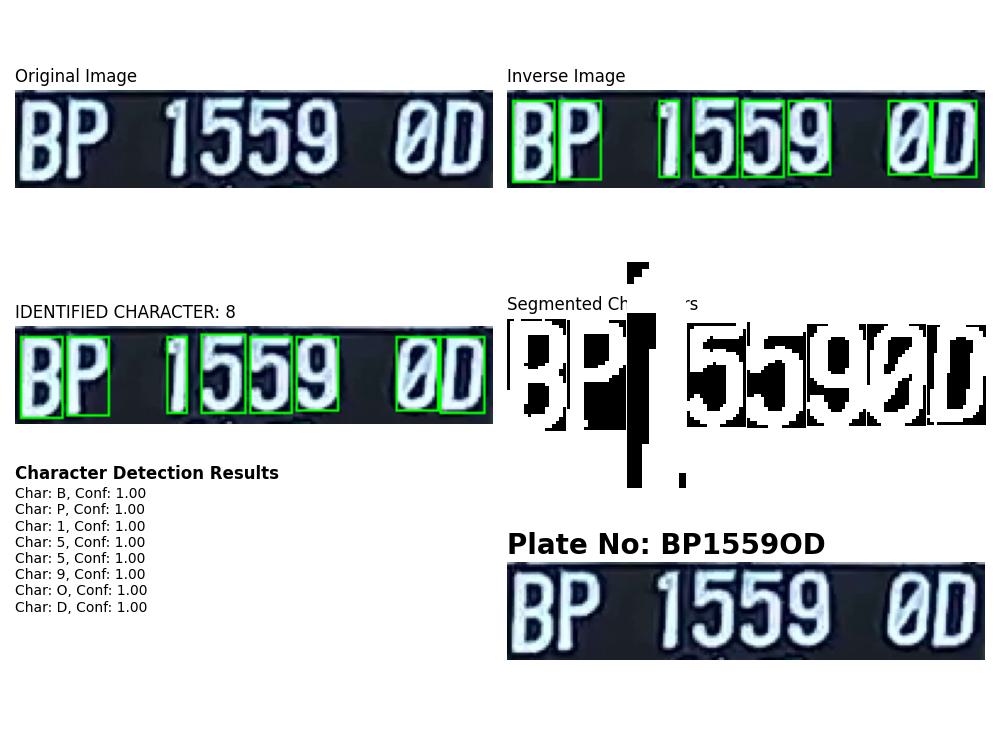 Original Image
BP 1559 0D
Inverse Image
BP 1559 0D
IDENTIFIED CHARACTER: 8
BP 1559 0D
Segmented Ch rs
BP 5590D
Character Detection Results
Char: B, Conf: 1.00
Char: P, Conf: 1.00
Char: 1, Conf: 1.00
Char: 5, Conf: 1.00
Char: 5, Conf: 1.00
Char: 9, Conf: 1.00
Char: O, Conf: 1.00
Char: D, Conf: 1.00
Plate No: BP1559OD
BP 1559 0D